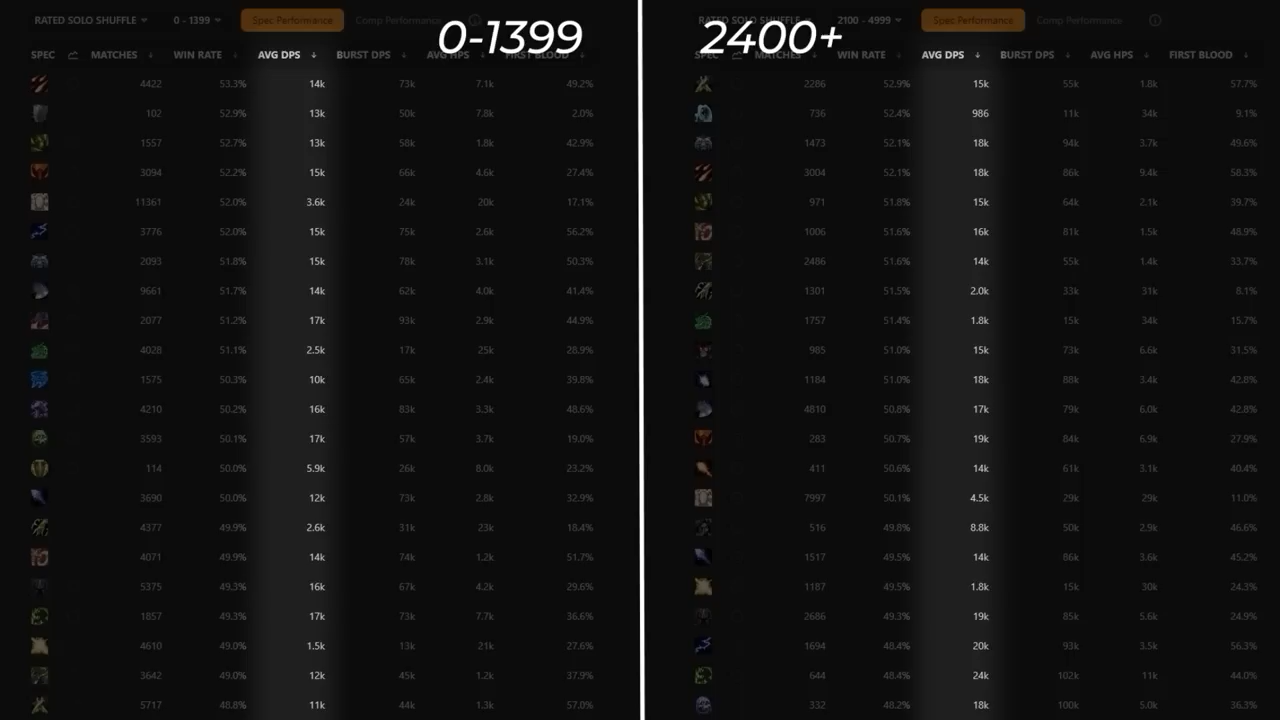 RATED SOLO SHUFFLE 0 - 1399 Spec Performance Comp Performance
0-1399
SPEC MATCHES WIN RATE AVG DPS BURST DPS AVG HPS FIRST BLOOD
4422 53.3% 14k 73k 7.1k 49.2%
102 52.9% 13k 50k 7.8k 2.0%
1557 52.7% 13k 58k 1.8k 42.9%
3094 52.2% 15k 66k 4.6k 27.4%
11361 52.0% 3.6k 24k 20k 17.1%
3776 52.0% 15k 75k 2.6k 56.2%
2093 51.8% 15k 78k 3.1k 50.3%
9661 51.7% 14k 62k 4.0k 41.4%
2077 51.2% 17k 93k 2.9k 44.9%
4028 51.1% 2.5k 17k 25k 28.9%
1575 50.3% 10k 65k 2.4k 39.8%
4210 50.2% 16k 83k 3.3k 48.6%
3593 50.1% 17k 57k 3.7k 19.0%
114 50.0% 5.9k 26k 8.0k 23.2%
3690 50.0% 12k 73k 2.8k 32.9%
4377 49.9% 2.6k 31k 23k 18.4%
4071 49.9% 14k 74k 1.2k 51.7%
5375 49.3% 16k 67k 4.2k 29.6%
1857 49.3% 17k 73k 7.7k 36.6%
4610 49.0% 1.5k 13k 21k 27.6%
3642 49.0% 12k 45k 1.2k 37.9%
5717 48.8% 11k 44k 1.3k 57.0%
RATED SOLO SHUFFLE 2100 - 4999 Spec Performance Comp Performance
2400+
SPEC MATCHES WIN RATE AVG DPS BURST DPS AVG HPS FIRST BLOOD
2286 52.9% 15k 55k 1.8k 57.7%
736 52.4% 986 11k 34k 9.1%
1473 52.1% 18k 94k 3.7k 49.6%
3004 52.1% 18k 86k 9.4k 58.3%
971 51.8% 15k 64k 2.1k 39.7%
1006 51.6% 16k 81k 1.5k 48.9%
2486 51.6% 14k 55k 1.4k 33.7%
1301 51.5% 2.0k 33k 31k 8.1%
1757 51.4% 1.8k 15k 34k 15.7%
985 51.0% 15k 73k 6.6k 31.5%
1184 51.0% 18k 88k 3.4k 42.8%
4810 50.8% 17k 79k 6.0k 42.8%
283 50.7% 19k 84k 6.9k 27.9%
411 50.6% 14k 61k 3.1k 40.4%
7997 50.1% 4.5k 29k 29k 11.0%
516 49.8% 8.8k 50k 2.9k 46.6%
1517 49.5% 14k 86k 3.6k 45.2%
1187 49.5% 1.8k 15k 30k 24.3%
2686 49.3% 19k 85k 5.6k 24.9%
1694 48.4% 20k 93k 3.5k 56.3%
644 48.4% 24k 102k 11k 44.0%
332 48.2% 18k 100k 5.0k 36.3%